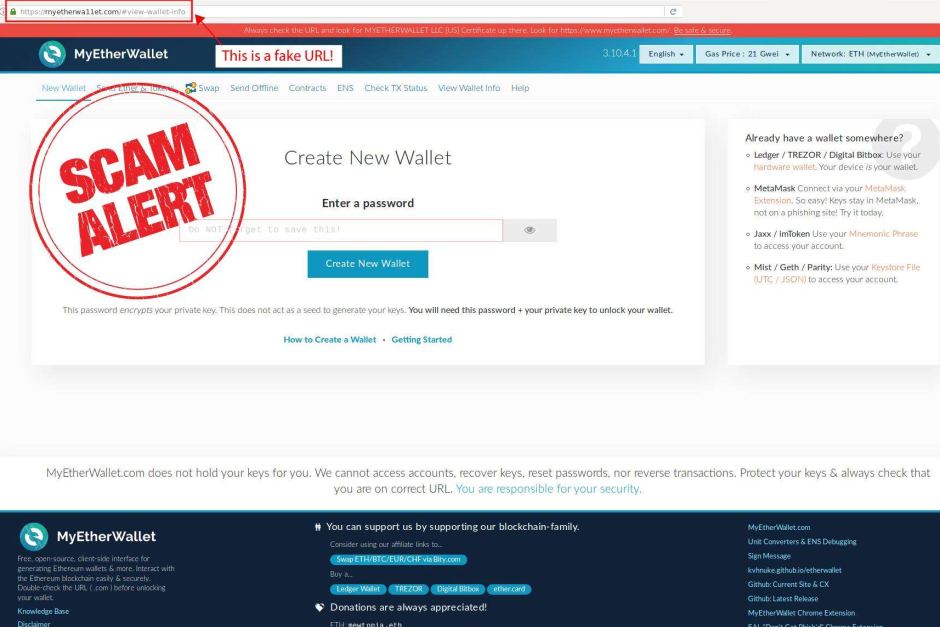 This is a fake URL!
Always check the URL and look for MYETHERWALLET LLC [US] Certificate up there. Look for https://www.myetherwallet.com/. Be safe & secure.
MyEtherWallet
3.10.4.1 English Gas Price : 21 Gwei Network: ETH (MyEtherWallet)
New Wallet Send Ether & Tokens Swap Send Offline Contracts ENS Check TX Status View Wallet Info Help
SCAM
ALERT
Create New Wallet
Enter a password
Do NOT forget to save this!
Create New Wallet
This password encrypts your private key. This does not act as a seed to generate your keys. You will need this password + your private key to unlock your wallet.
How to Create a Wallet • Getting Started
?
Already have a wallet somewhere?
Ledger / TREZOR / Digital Bitbox: Use your
hardware wallet. Your device is your wallet.
MetaMask Connect via your MetaMask
Extension. So easy! Keys stay in MetaMask,
not on a phishing site! Try it today.
Jaxx / imToken Use your Mnemonic Phrase
to access your account.
Mist / Geth / Parity: Use your Keystore File
(UTC / JSON) to access your account.
MyEtherWallet.com does not hold your keys for you. We cannot access accounts, recover keys, reset passwords, nor reverse transactions. Protect your keys & always check that
you are on correct URL. You are responsible for your security.
MyEtherWallet
Free, open-source, client-side interface for
generating Ethereum wallets & more. Interact with
the Ethereum blockchain easily & securely.
Double-check the URL ( .com ) before unlocking
your wallet.
Knowledge Base
Disclaimer
You can support us by supporting our blockchain-family.
Consider using our affiliate links to...
Swap ETH/BTC/EUR/CHF via Bity.com
Buy a...
Ledger Wallet TREZOR Digital Bitbox ether.card
Donations are always appreciated!
ETH: mewtopia.eth
MyEtherWallet.com
Unit Converters & ENS Debugging
Sign Message
kvhnuke.github.io/etherwallet
Github: Current Site & CX
Github: Latest Release
MyEtherWallet Chrome Extension
EAL "Don't Get Phish'd" Chrome Extension